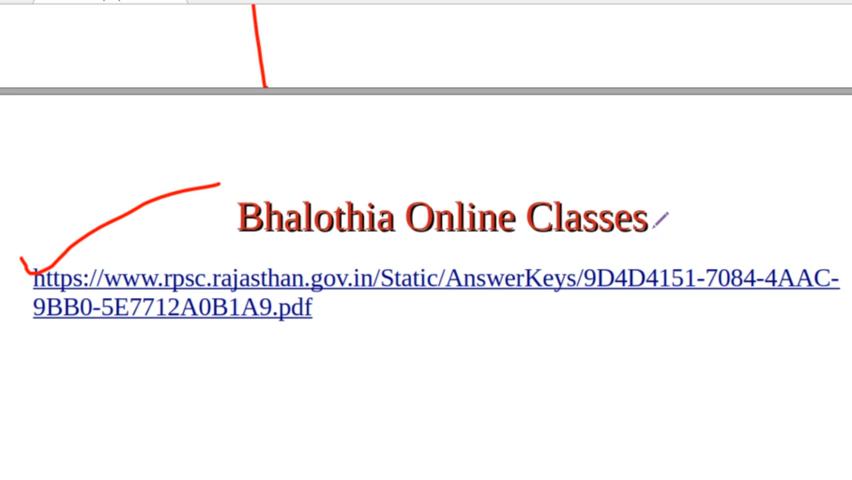 Bhalothia Online Classes
https://www.rpsc.rajasthan.gov.in/Static/AnswerKeys/9D4D4151-7084-4AAC-
9BB0-5E7712A0B1A9.pdf